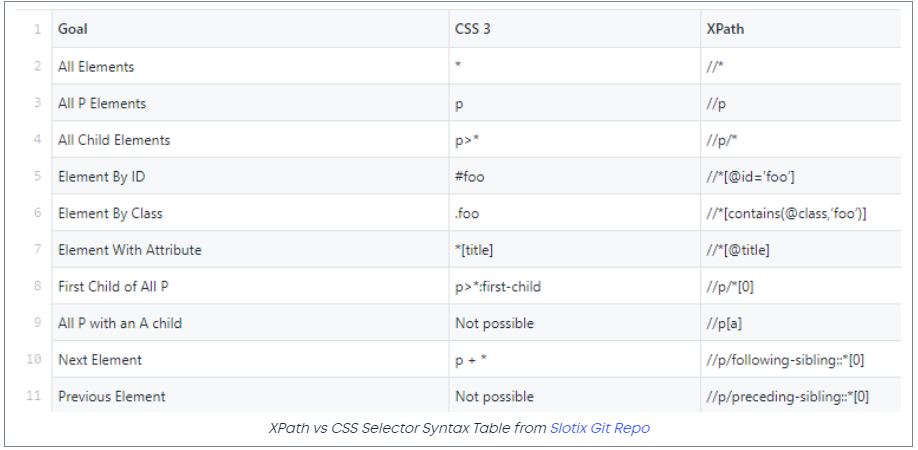 1 Goal CSS 3 XPath
2 All Elements * //*
3 All P Elements p //p
4 All Child Elements p>* //p/*
5 Element By ID #foo //*[@id='foo']
6 Element By Class .foo //*[contains(@class,'foo')]
7 Element With Attribute *[title] //*[@title]
8 First Child of All P p>*:first-child //p/*[0]
9 All P with an A child Not possible //p[a]
10 Next Element p + * //p/following-sibling::*[0]
11 Previous Element Not possible //p/preceding-sibling::*[0]
XPath vs CSS Selector Syntax Table from Slotix Git Repo